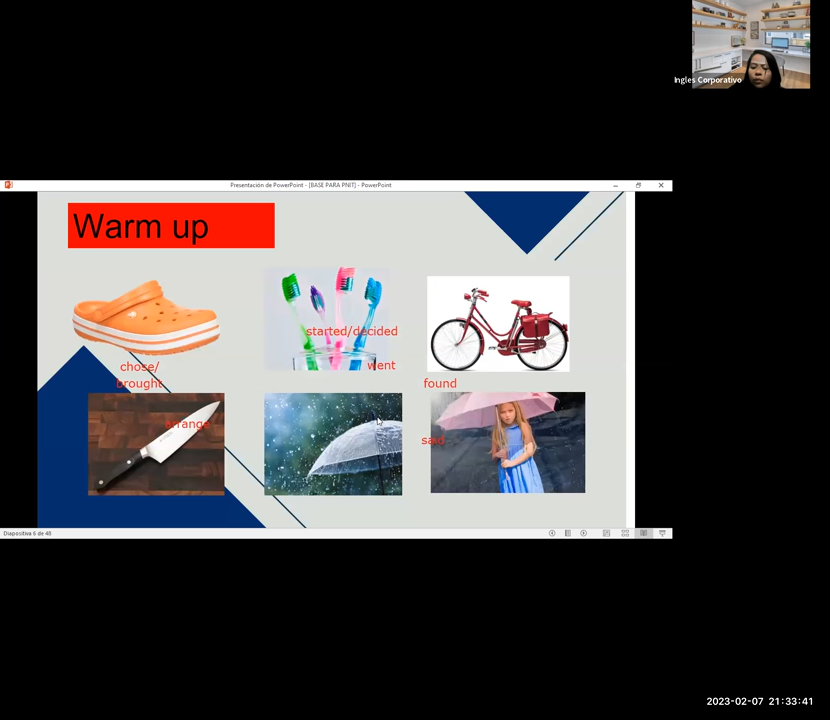 Ingles Corporativo
Presentación de PowerPoint - [BASE PARA PNIT] - PowerPoint
Warm up
started/decided
chose/
brought
went
found
arrange
said
Diapositiva 6 de 48
2023-02-07 21:33:41